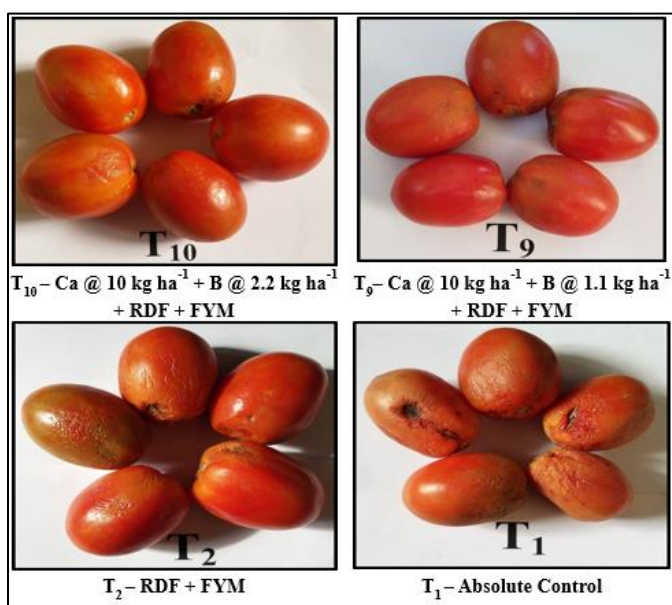 T₁₀
T₉
T₁₀ – Ca @ 10 kg ha⁻¹ + B @ 2.2 kg ha⁻¹
+ RDF + FYM
T₉ – Ca @ 10 kg ha⁻¹ + B @ 1.1 kg ha⁻¹
+ RDF + FYM
T₂
T₁
T₂ – RDF + FYM
T₁ – Absolute Control